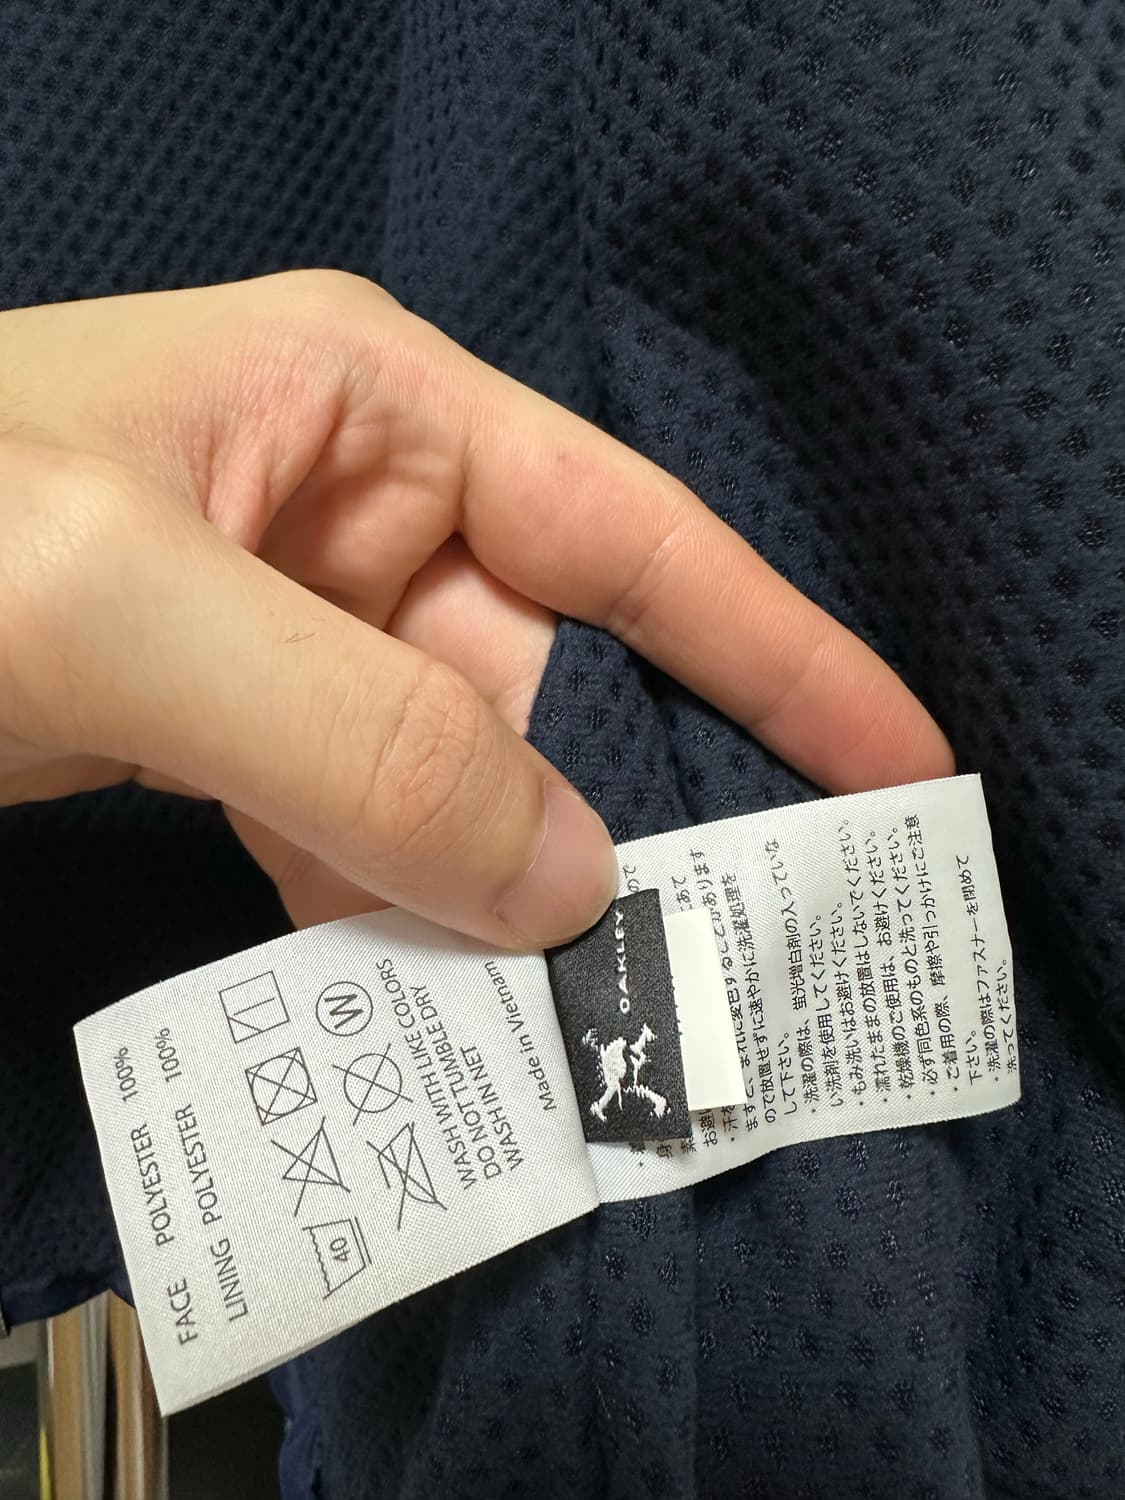 FACE POLYESTER 100%
LINING POLYESTER 100%
40
W
WASH WITH LIKE COLORS
DO NOT TUMBLE DRY
WASH IN NET
Made in Vietnam
OAKLEY
あて
ますと、まれに変色することがあります
ので放置せずに速やかに洗濯処理を
して下さい。
・洗濯の際は、蛍光増白剤の入っていな
い洗剤を使用してください。
・もみ洗いはお避けください。
・濡れたままの放置はしないでください。
・乾燥機のご使用は、お避けください。
・必ず同色系のものと洗ってください。
・ご着用の際、摩擦や引っかけにご注意
下さい。
・洗濯の際はファスナーを閉めて
洗ってください。